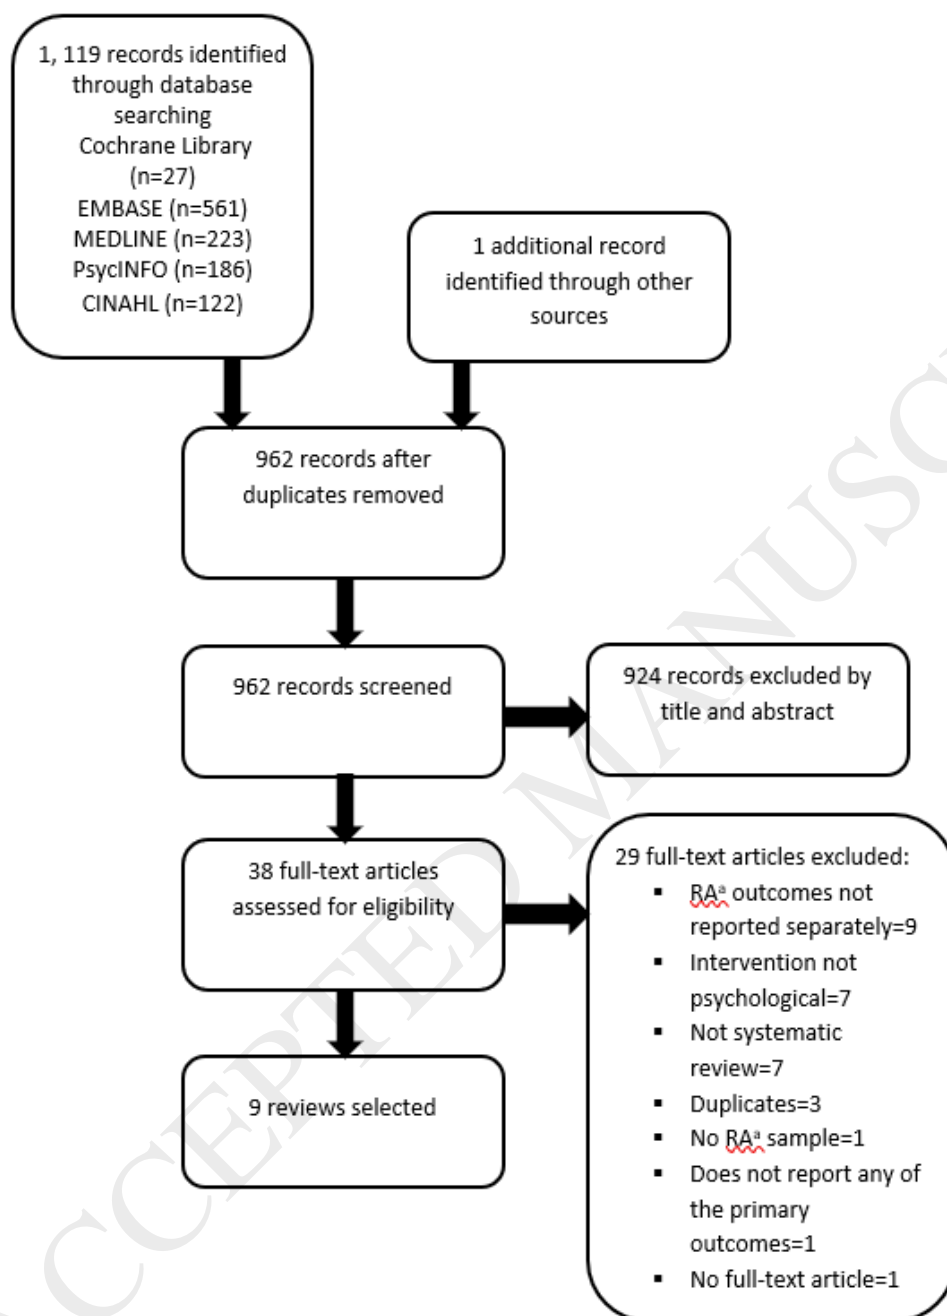 1, 119 records identified
through database
searching
Cochrane Library
(n=27)
EMBASE (n=561)
MEDLINE (n=223)
PsycINFO (n=186)
CINAHL (n=122)
1 additional record
identified through other
sources
962 records after
duplicates removed
962 records screened
924 records excluded by
title and abstract
38 full-text articles
assessed for eligibility
29 full-text articles excluded:
▪ RAᵃ outcomes not
reported separately=9
▪ Intervention not
psychological=7
▪ Not systematic
review=7
▪ Duplicates=3
▪ No RAᵃ sample=1
▪ Does not report any of
the primary
outcomes=1
▪ No full-text article=1
9 reviews selected
CCEPTED MANUSC